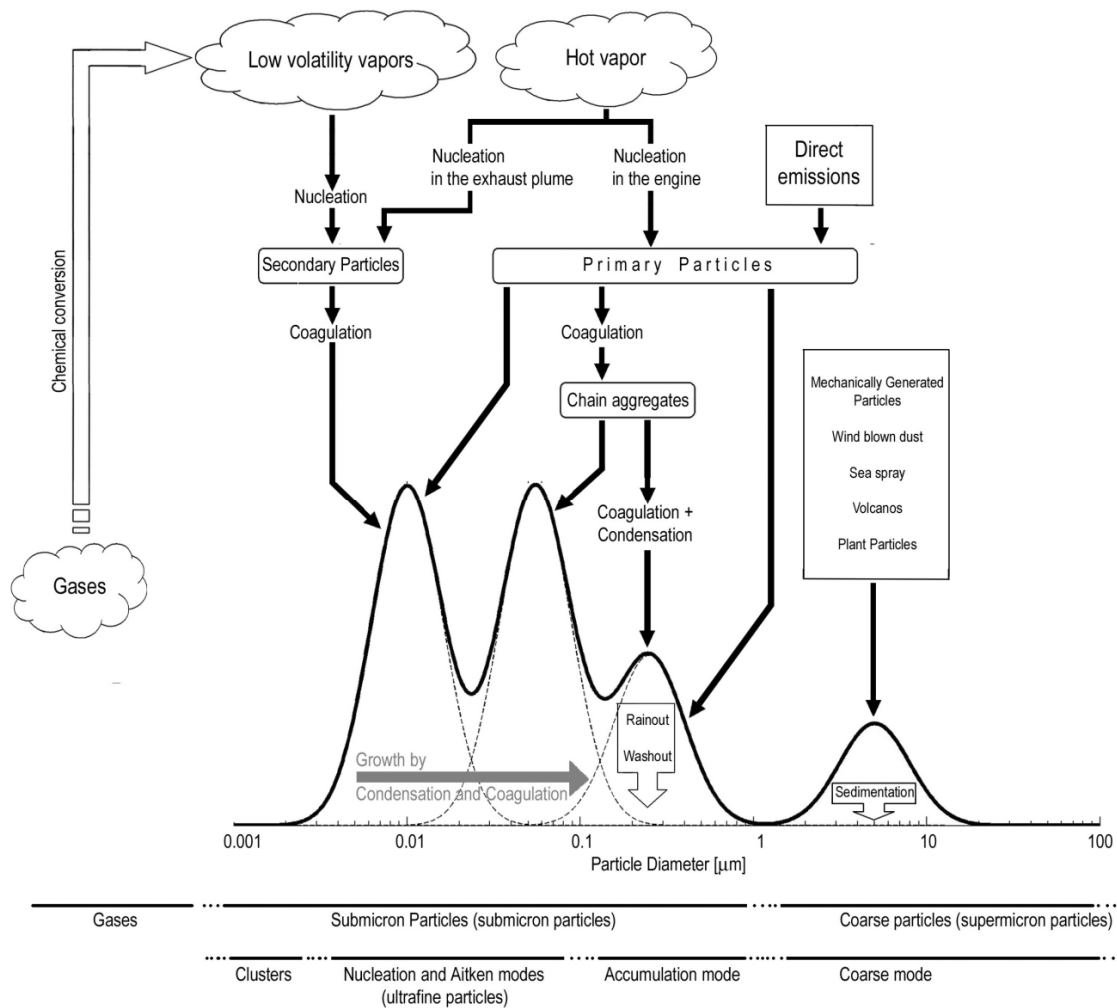 Low volatility vapors
Hot vapor
Nucleation
in the exhaust plume
Nucleation
in the engine
Direct
emissions
Nucleation
Secondary Particles
Primary Particles
Chemical conversion
Coagulation
Coagulation
Chain aggregates
Mechanically Generated
Particles
Wind blown dust
Sea spray
Volcanos
Plant Particles
Coagulation +
Condensation
Gases
Rainout
Washout
Growth by
Condensation and Coagulation
Sedimentation
0.001
0.01
0.1
1
10
100
Particle Diameter [μm]
Gases
Submicron Particles (submicron particles)
Coarse particles (supermicron particles)
Clusters
Nucleation and Aitken modes
(ultrafine particles)
Accumulation mode
Coarse mode